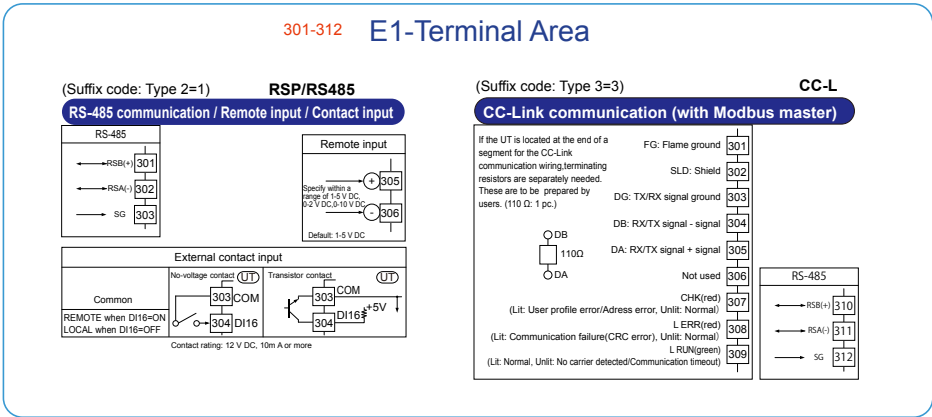 301-312 E1-Terminal Area
(Suffix code: Type 2=1) RSP/RS485
RS-485 communication / Remote input / Contact input
RS-485
RSB(+) 301
RSA(-) 302
SG 303
Remote input
Specify within a
range of 1-5 V DC,
0-2 V DC,0-10 V DC
+ 305
- 306
Default: 1-5 V DC
External contact input
Common
REMOTE when DI16=ON
LOCAL when DI16=OFF
No-voltage contact UT
303 COM
304 DI16
Transistor contact UT
303 COM
304 DI16
+5V
Contact rating: 12 V DC, 10m A or more
(Suffix code: Type 3=3) CC-L
CC-Link communication (with Modbus master)
If the UT is located at the end of a
segment for the CC-Link
communication wiring,terminating
resistors are separately needed.
These are to be prepared by
users. (110 Ω: 1 pc.)
DB
110Ω
DA
FG: Flame ground 301
SLD: Shield 302
DG: TX/RX signal ground 303
DB: RX/TX signal - signal 304
DA: RX/TX signal + signal 305
Not used 306
CHK(red) 307
(Lit: User profile error/Adress error, Unlit: Normal)
L ERR(red) 308
(Lit: Communication failure(CRC error), Unlit: Normal)
L RUN(green) 309
(Lit: Normal, Unlit: No carrier detected/Communication timeout)
RS-485
RSB(+) 310
RSA(-) 311
SG 312